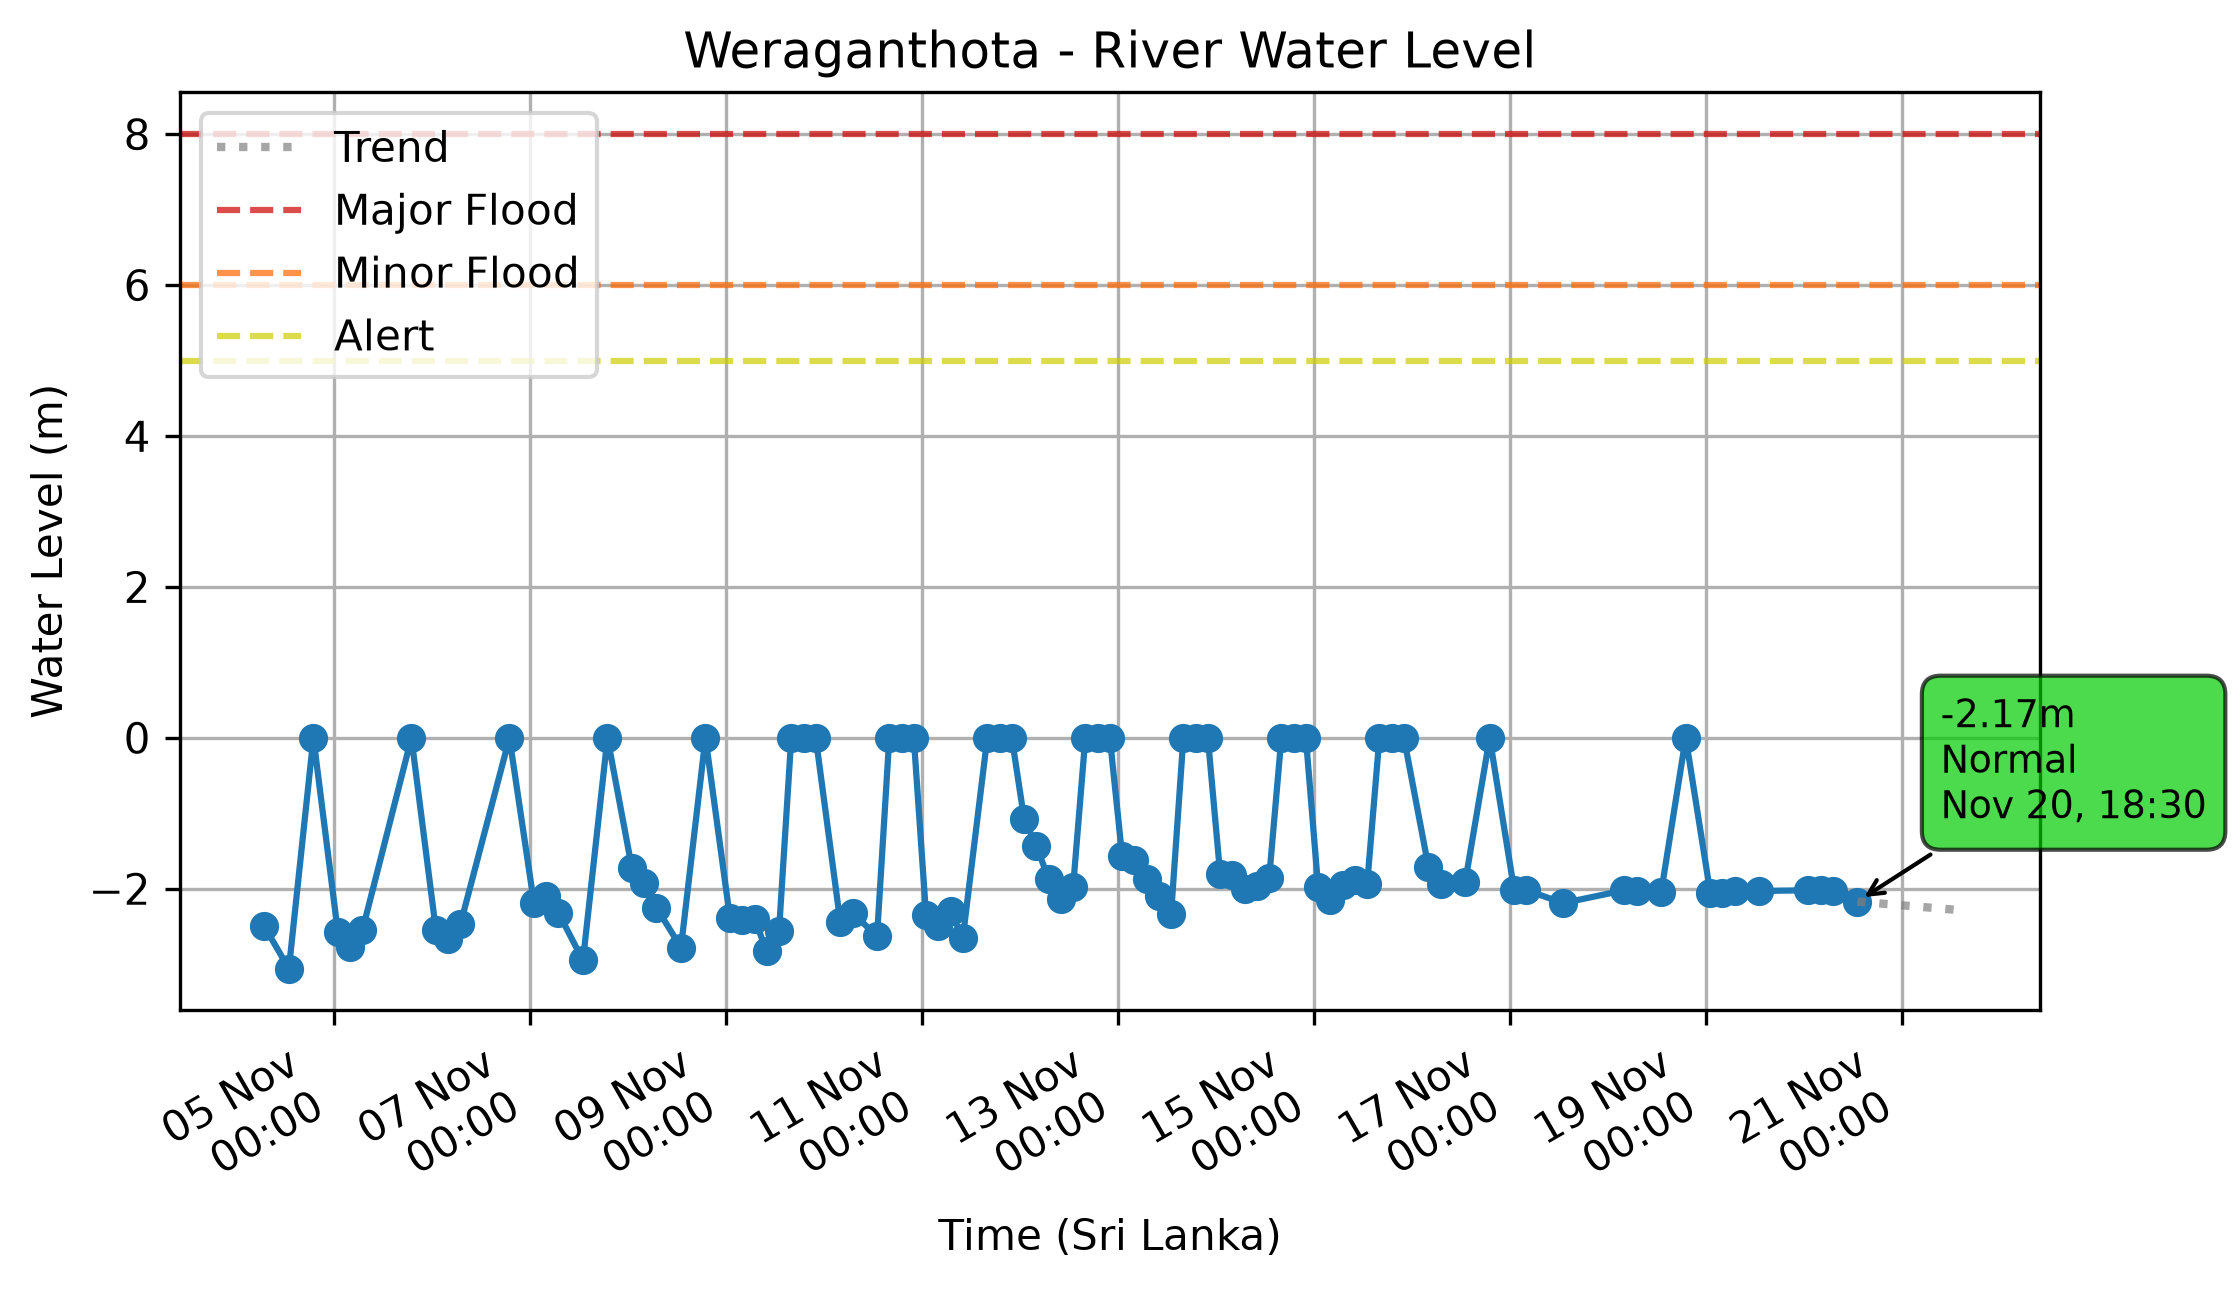 Weraganthota - River Water Level
Trend
Major Flood
Minor Flood
Alert
8
6
4
2
0
−2
Water Level (m)
-2.17m
Normal
Nov 20, 18:30
05 Nov
00:00
07 Nov
00:00
09 Nov
00:00
11 Nov
00:00
13 Nov
00:00
15 Nov
00:00
17 Nov
00:00
19 Nov
00:00
21 Nov
00:00
Time (Sri Lanka)